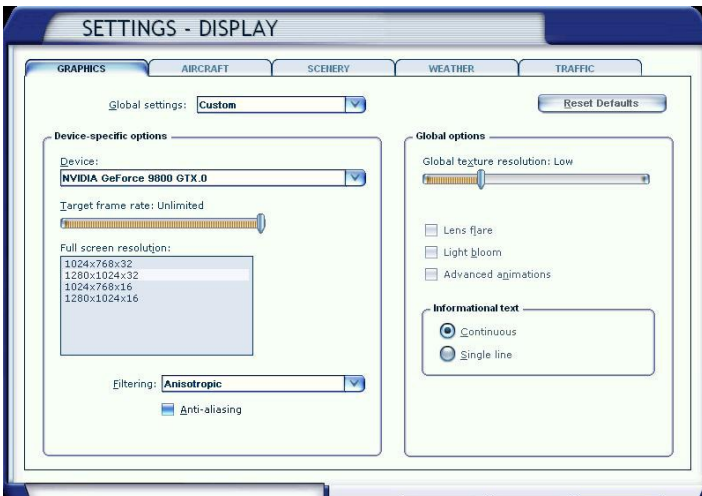 SETTINGS - DISPLAY
GRAPHICS AIRCRAFT SCENERY WEATHER TRAFFIC
Global settings: Custom
Reset Defaults
Device-specific options
Device:
NVIDIA GeForce 9800 GTX.0
Target frame rate: Unlimited
Full screen resolution:
1024x768x32
1280x1024x32
1024x768x16
1280x1024x16
Filtering: Anisotropic
Anti-aliasing
Global options
Global texture resolution: Low
Lens flare
Light bloom
Advanced animations
Informational text
Continuous
Single line